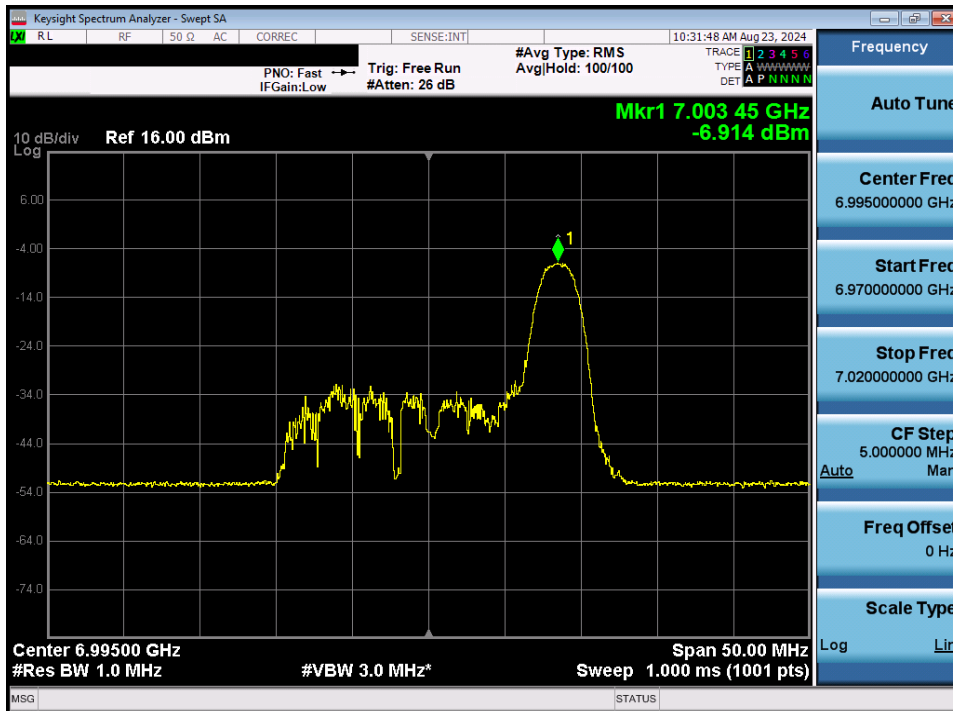 Keysight Spectrum Analyzer - Swept SA
LXI RL RF 50 Ω AC CORREC SENSE:INT 10:31:48 AM Aug 23, 2024
PNO: Fast Trig: Free Run #Avg Type: RMS TRACE 1 2 3 4 5 6
IFGain:Low #Atten: 26 dB Avg|Hold: 100/100 TYPE A WWWWW
DET A P N N N N
Mkr1 7.003 45 GHz
-6.914 dBm
10 dB/div Ref 16.00 dBm
Log
1
6.00
-4.00
-14.0
-24.0
-34.0
-44.0
-54.0
-64.0
-74.0
Center 6.99500 GHz Span 50.00 MHz
#Res BW 1.0 MHz #VBW 3.0 MHz* Sweep 1.000 ms (1001 pts)
MSG STATUS
Frequency
Auto Tune
Center Freq
6.995000000 GHz
Start Freq
6.970000000 GHz
Stop Freq
7.020000000 GHz
CF Step
5.000000 MHz
Auto Man
Freq Offset
0 Hz
Scale Type
Log Lin